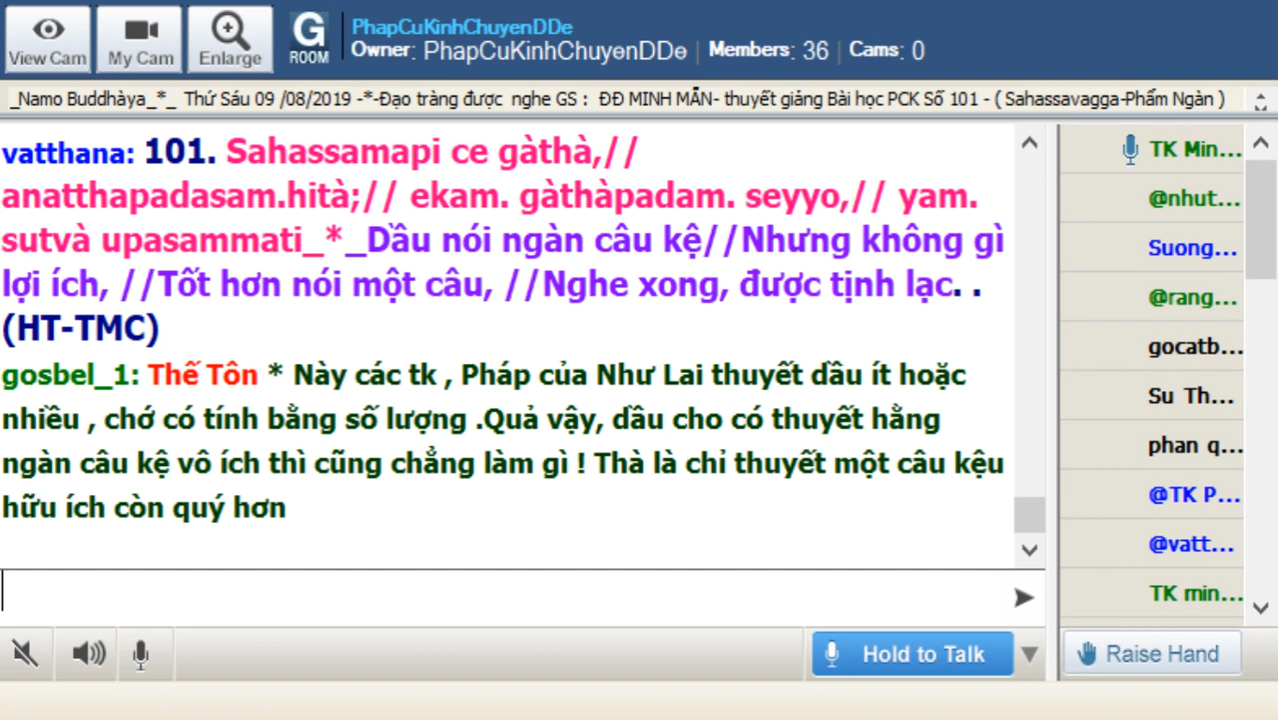 View Cam
My Cam
Enlarge
G
ROOM
PhapCuKinhChuyenDDe
Owner: PhapCuKinhChuyenDDe | Members: 36 | Cams: 0
_Namo Buddhàya_*_ Thứ Sáu 09 /08/2019 -*-Đạo tràng được nghe GS : ĐĐ MINH MẪN- thuyết giảng Bài học PCK Số 101 - ( Sahassavagga-Phẩm Ngàn )
vatthana: 101. Sahassamapi ce gàthà,//
anatthapadasam.hità;// ekam. gàthàpadam. seyyo,// yam.
sutvà upasammati_*_Dầu nói ngàn câu kệ//Nhưng không gì
lợi ích, //Tốt hơn nói một câu, //Nghe xong, được tịnh lạc. .
(HT-TMC)
gosbel_1: Thế Tôn * Này các tk , Pháp của Như Lai thuyết dầu ít hoặc
nhiều , chớ có tính bằng số lượng .Quả vậy, dầu cho có thuyết hằng
ngàn câu kệ vô ích thì cũng chẳng làm gì ! Thà là chỉ thuyết một câu kệu
hữu ích còn quý hơn
TK Min...
@nhut...
Suong...
@rang...
gocatb...
Su Th...
phan q...
@TK P...
@vatt...
TK min...
Hold to Talk
Raise Hand